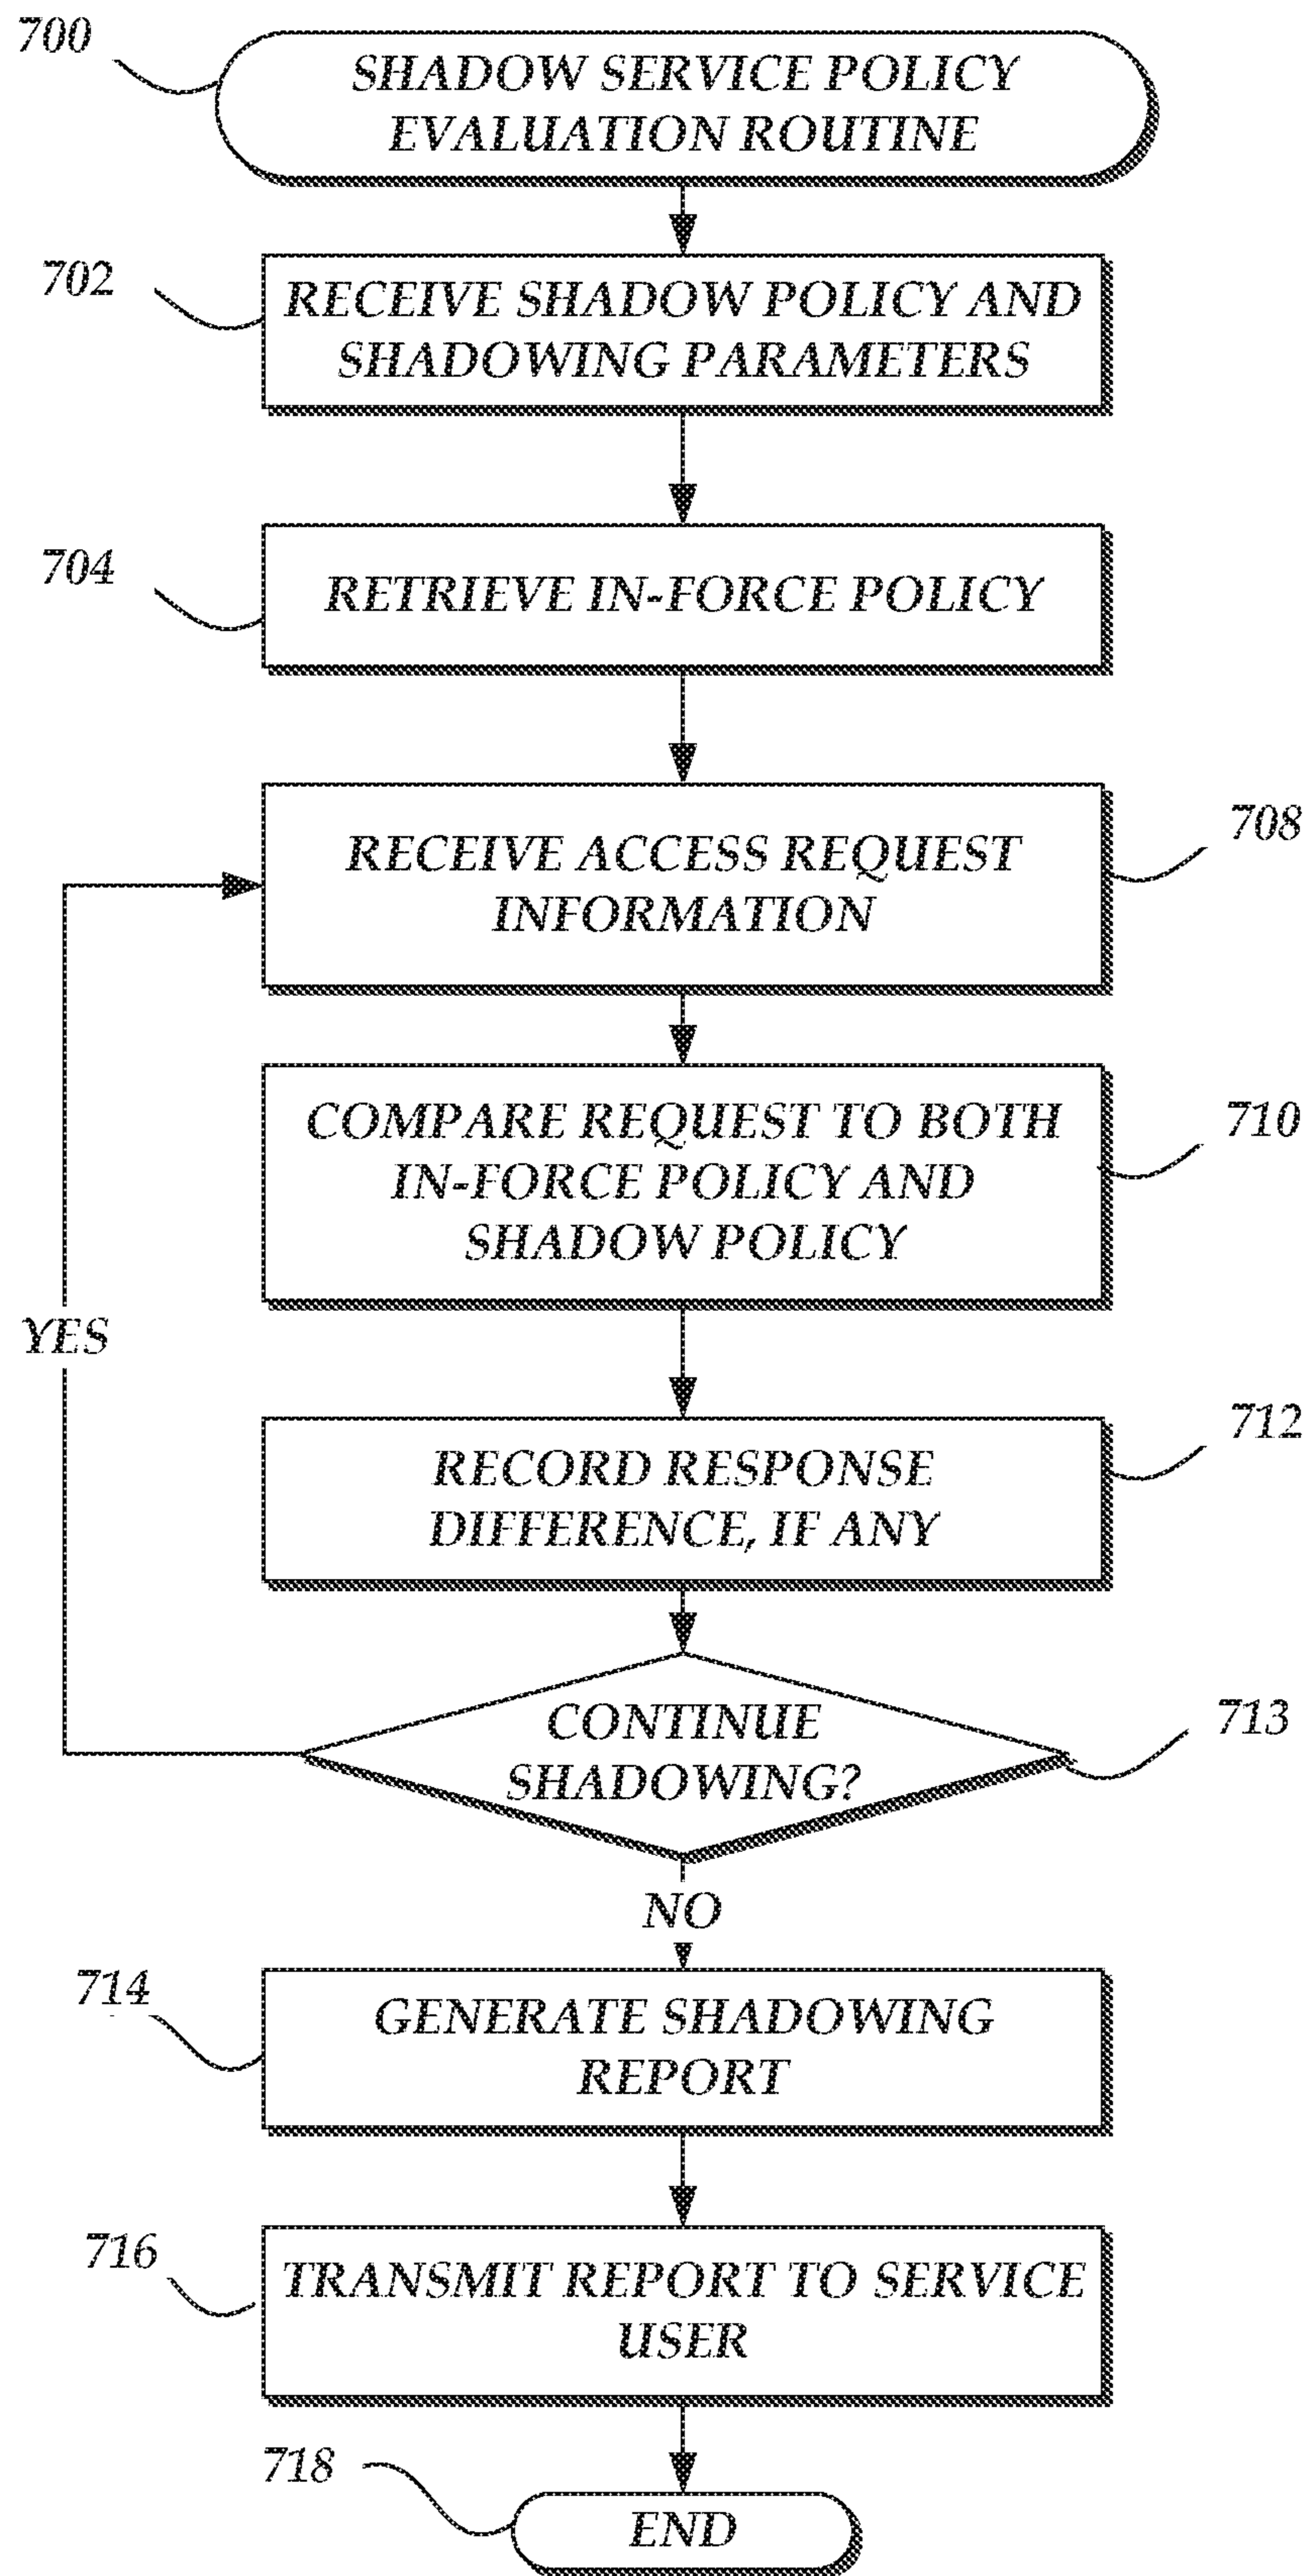 700
SHADOW SERVICE POLICY
EVALUATION ROUTINE
702
RECEIVE SHADOW POLICY AND
SHADOWING PARAMETERS
704
RETRIEVE IN-FORCE POLICY
708
RECEIVE ACCESS REQUEST
INFORMATION
710
COMPARE REQUEST TO BOTH
IN-FORCE POLICY AND
SHADOW POLICY
YES
712
RECORD RESPONSE
DIFFERENCE, IF ANY
713
CONTINUE
SHADOWING?
NO
714
GENERATE SHADOWING
REPORT
716
TRANSMIT REPORT TO SERVICE
USER
718
END